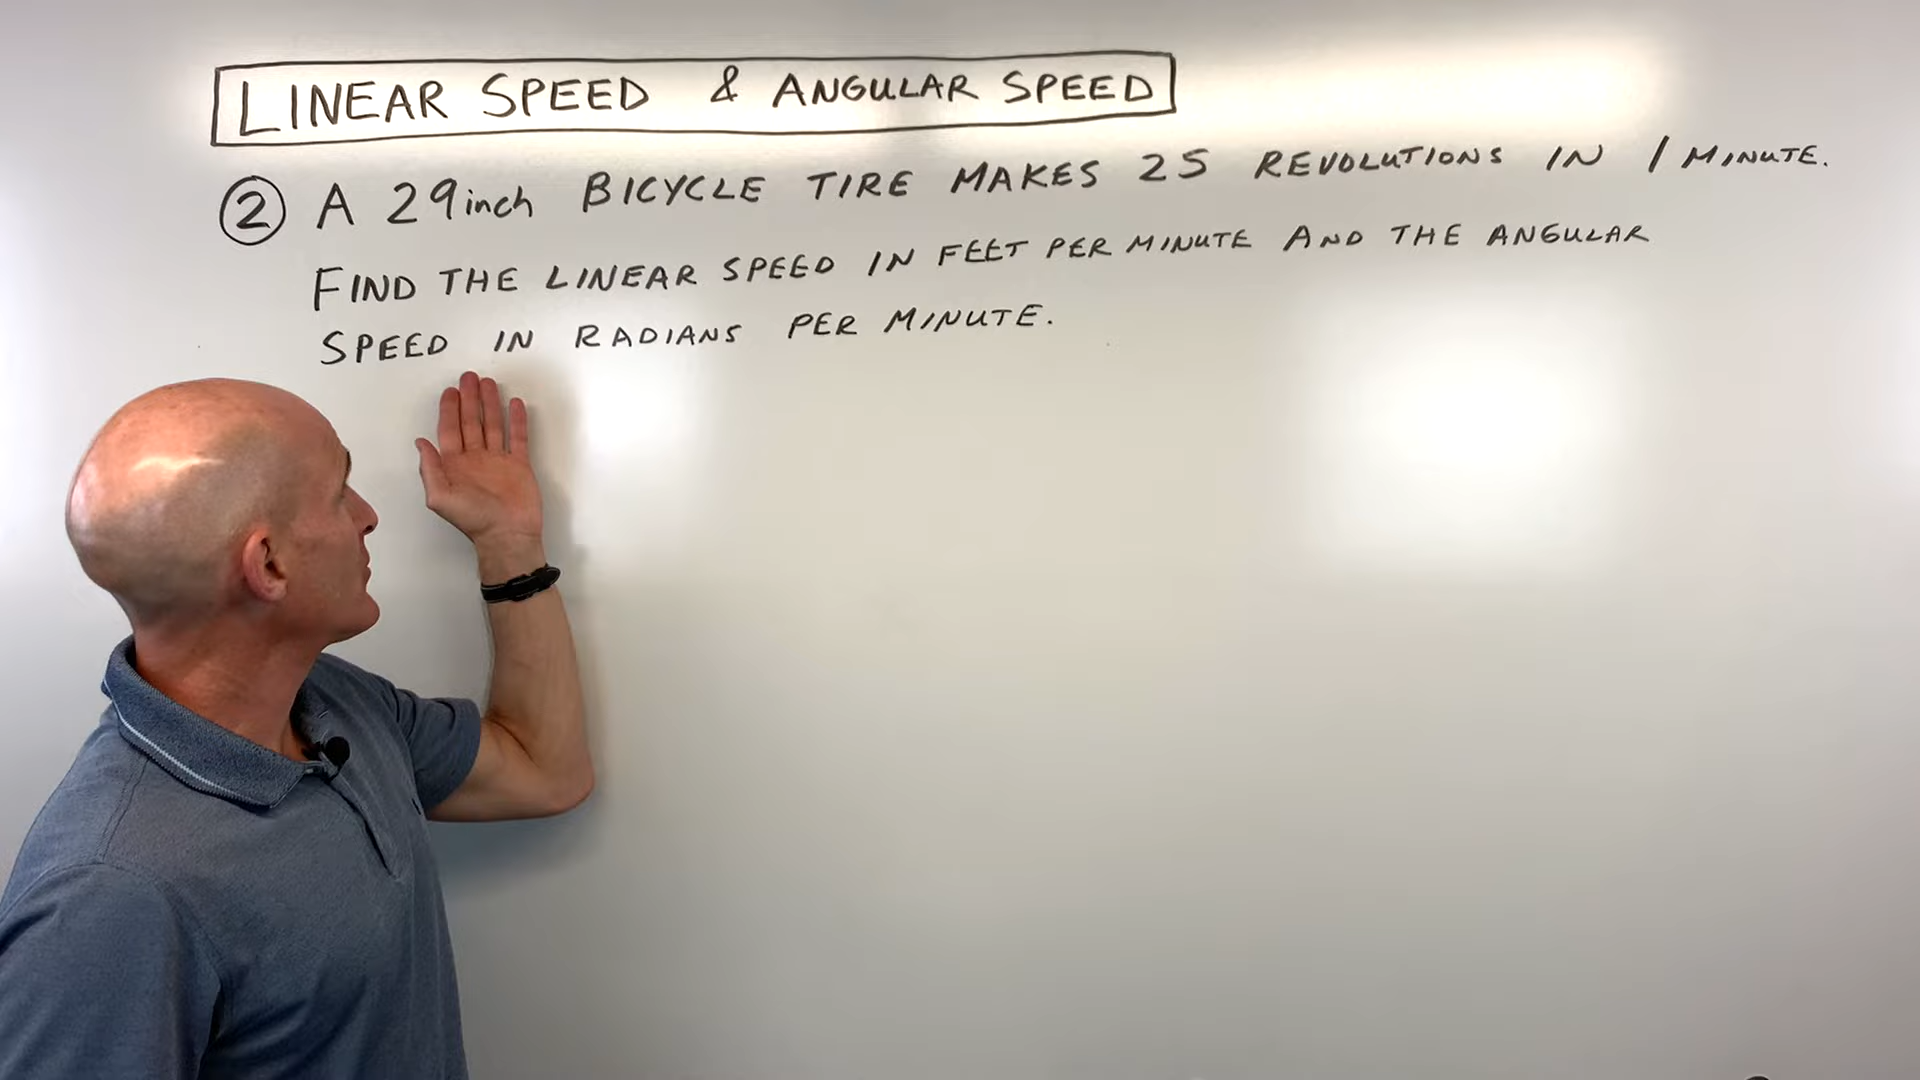 LINEAR SPEED & ANGULAR SPEED
② A 29inch BICYCLE TIRE MAKES 25 REVOLUTIONS IN 1 MINUTE.
FIND THE LINEAR SPEED IN FEET PER MINUTE AND THE ANGULAR
SPEED IN RADIANS PER MINUTE.